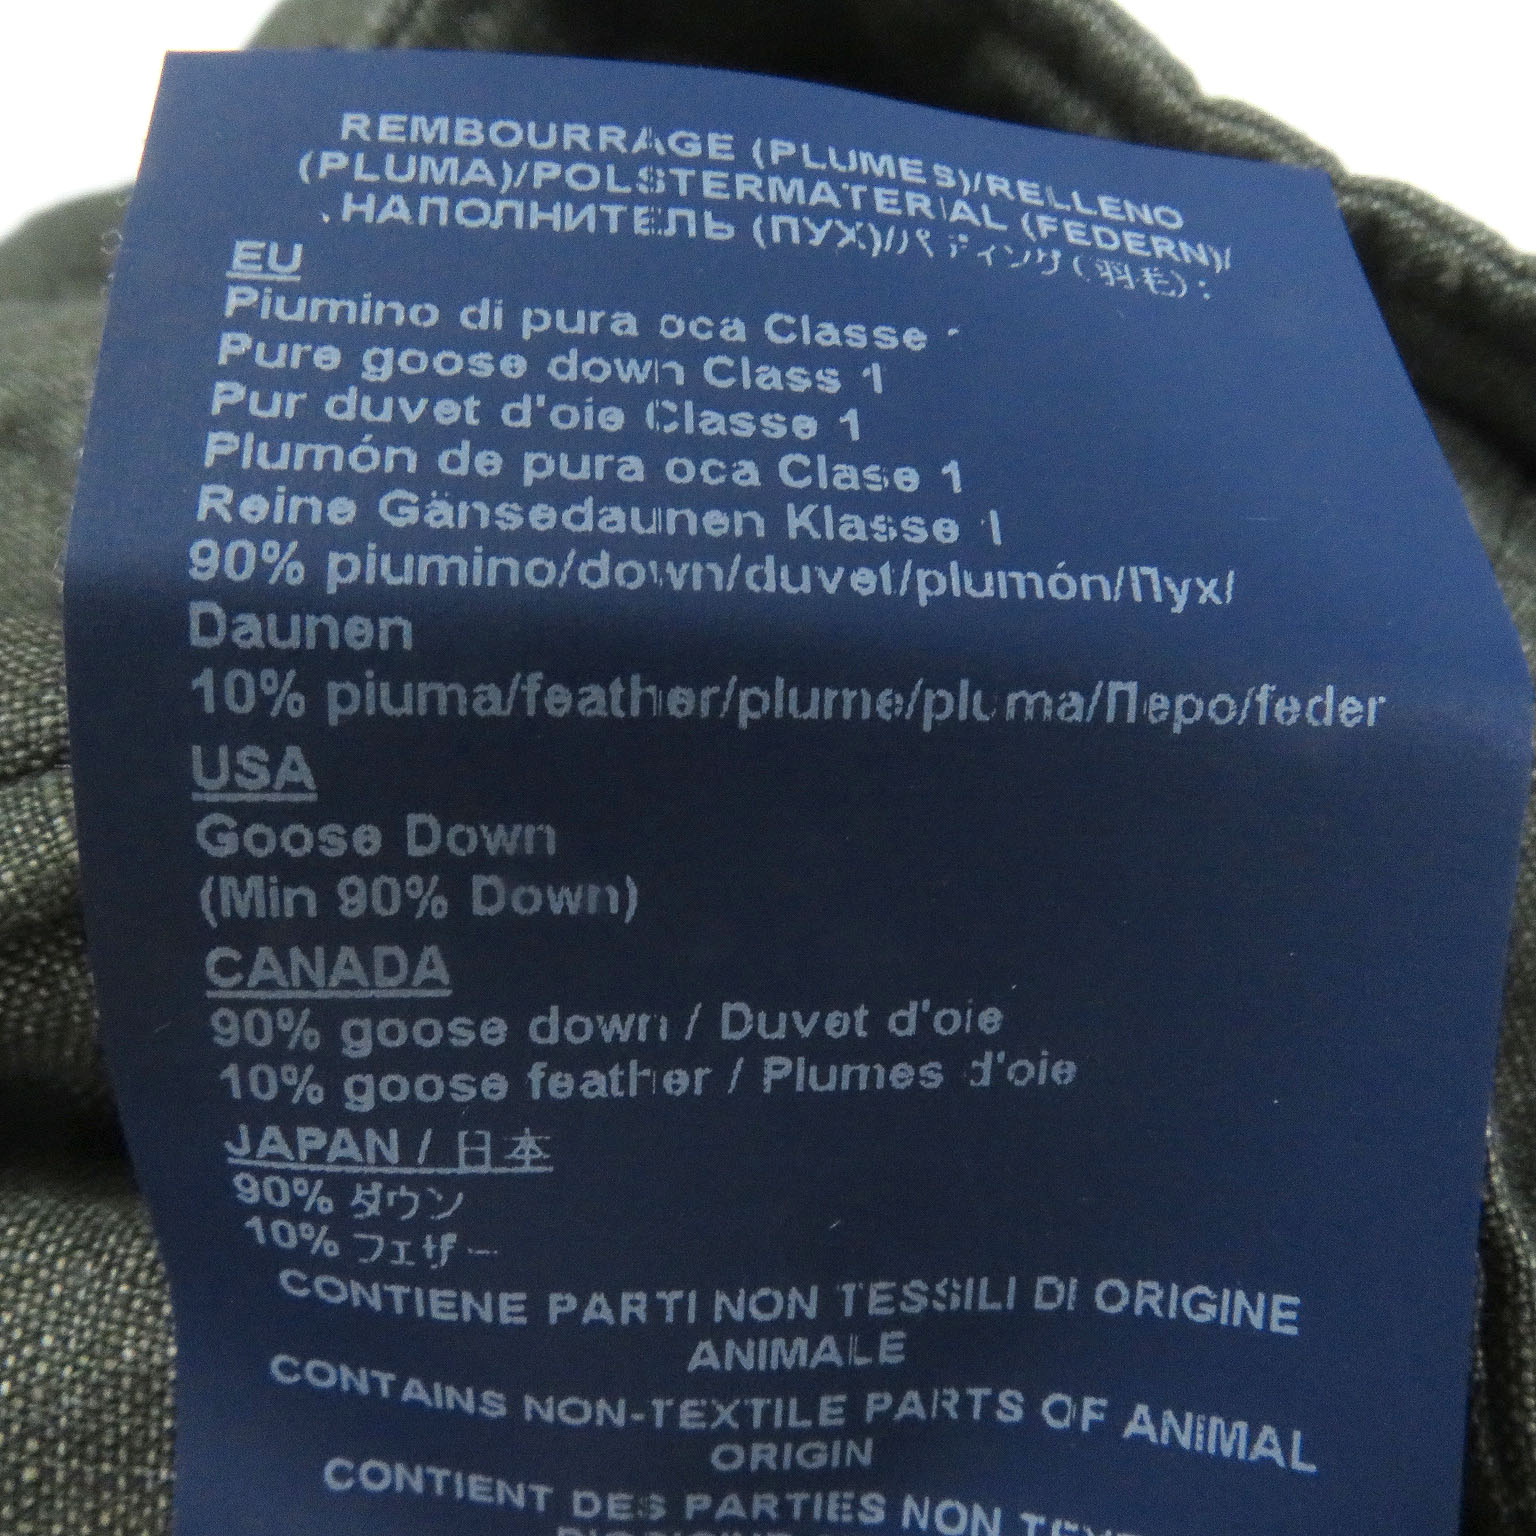 REMBOURRAGE (PLUMES)/RELLENO
(PLUMA)/POLSTERMATERIAL (FEDERN)/
НАПОЛНИТЕЛЬ (ПУХ)/パディング(羽毛):
EU
Piumino di pura oca Classe 1
Pure goose down Class 1
Pur duvet d'oie Classe 1
Plumón de pura oca Clase 1
Reine Gänsedaunen Klasse 1
90% piumino/down/duvet/plumón/Пух/
Daunen
10% piuma/feather/plume/pluma/Перо/feder
USA
Goose Down
(Min 90% Down)
CANADA
90% goose down / Duvet d'oie
10% goose feather / Plumes d'oie
JAPAN / 日本
90% ダウン
10% フェザー
CONTIENE PARTI NON TESSILI DI ORIGINE
ANIMALE
CONTAINS NON-TEXTILE PARTS OF ANIMAL
ORIGIN
CONTIENT DES PARTIES NON